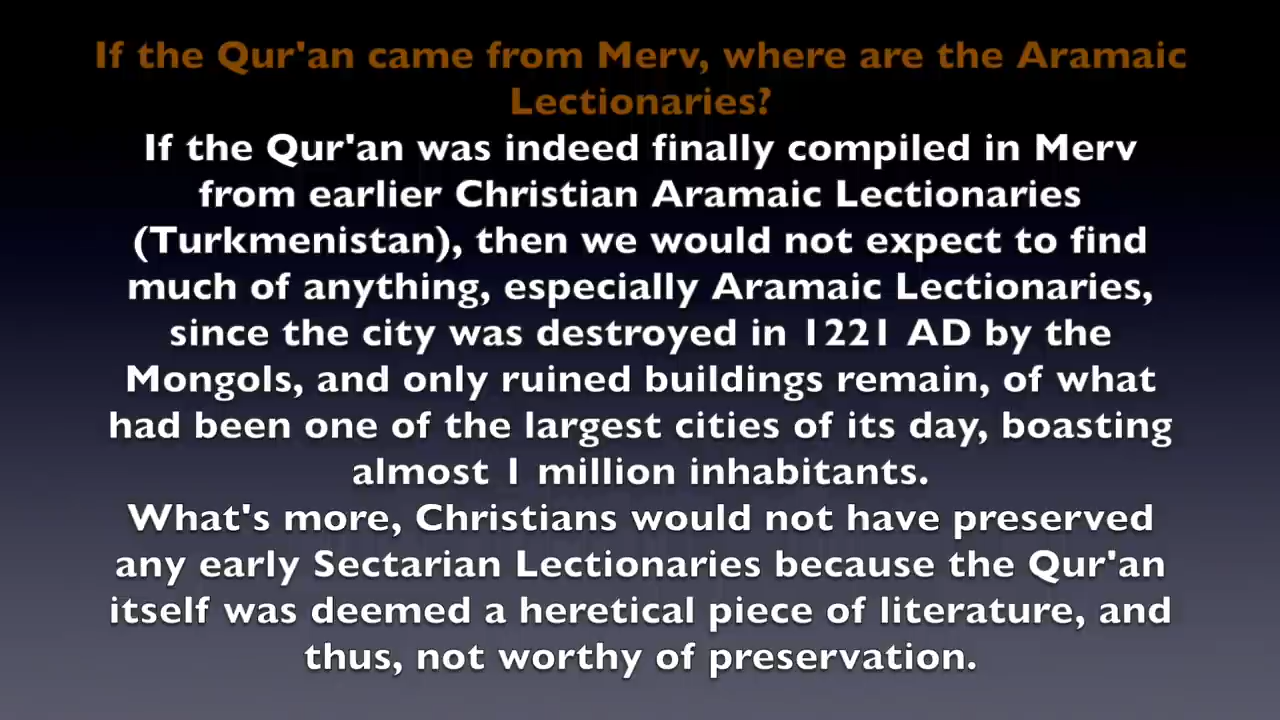 If the Qur'an came from Merv, where are the Aramaic
Lectionaries?
If the Qur'an was indeed finally compiled in Merv
from earlier Christian Aramaic Lectionaries
(Turkmenistan), then we would not expect to find
much of anything, especially Aramaic Lectionaries,
since the city was destroyed in 1221 AD by the
Mongols, and only ruined buildings remain, of what
had been one of the largest cities of its day, boasting
almost 1 million inhabitants.
What's more, Christians would not have preserved
any early Sectarian Lectionaries because the Qur'an
itself was deemed a heretical piece of literature, and
thus, not worthy of preservation.